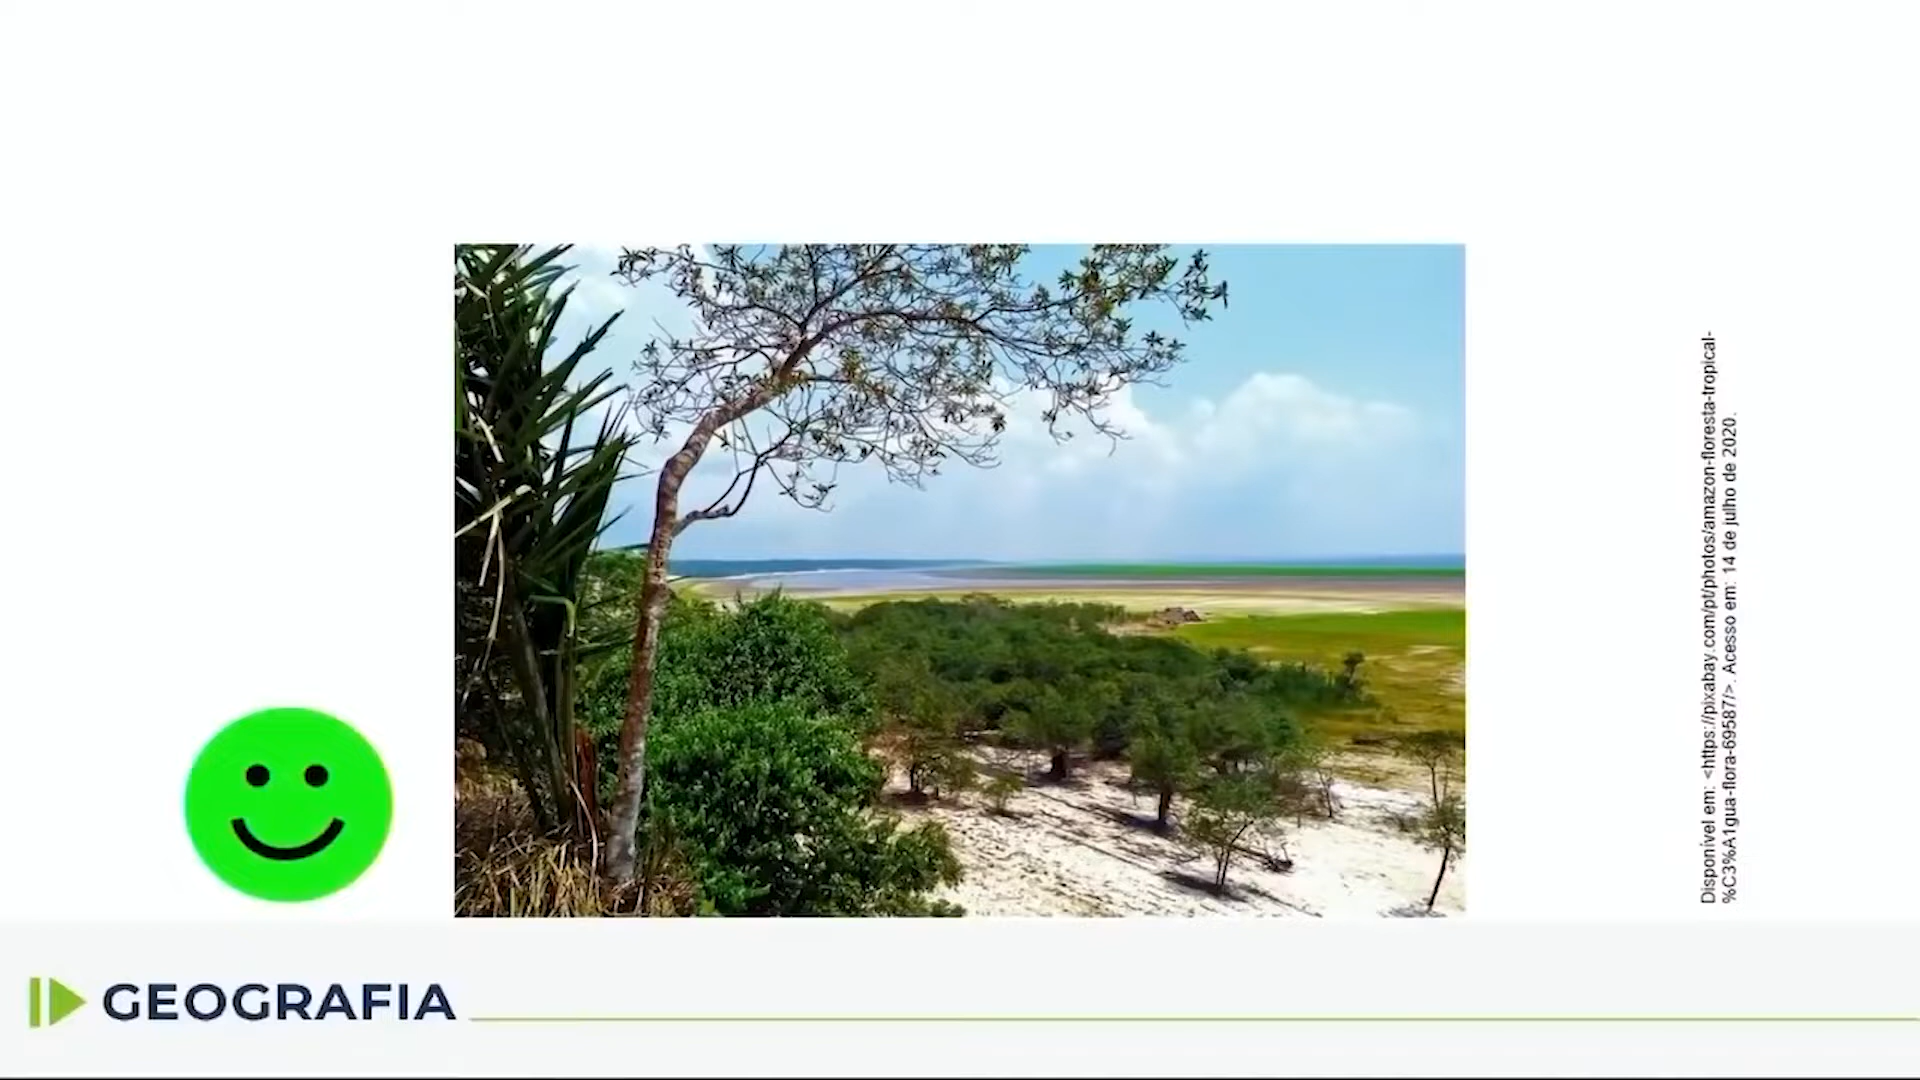 Disponível em: <https://pixabay.com/pt/photos/amazon-floresta-tropical-
%C3%A1gua-flora-69587/>. Acesso em: 14 de julho de 2020.
GEOGRAFIA